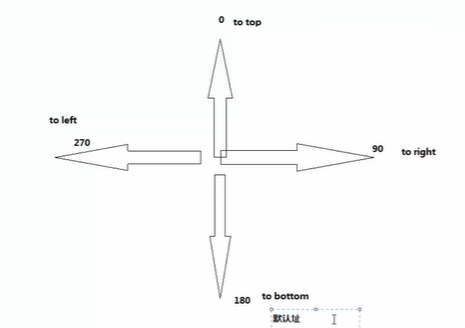 0 to top
to left
270
90 to right
180 to bottom
默认址